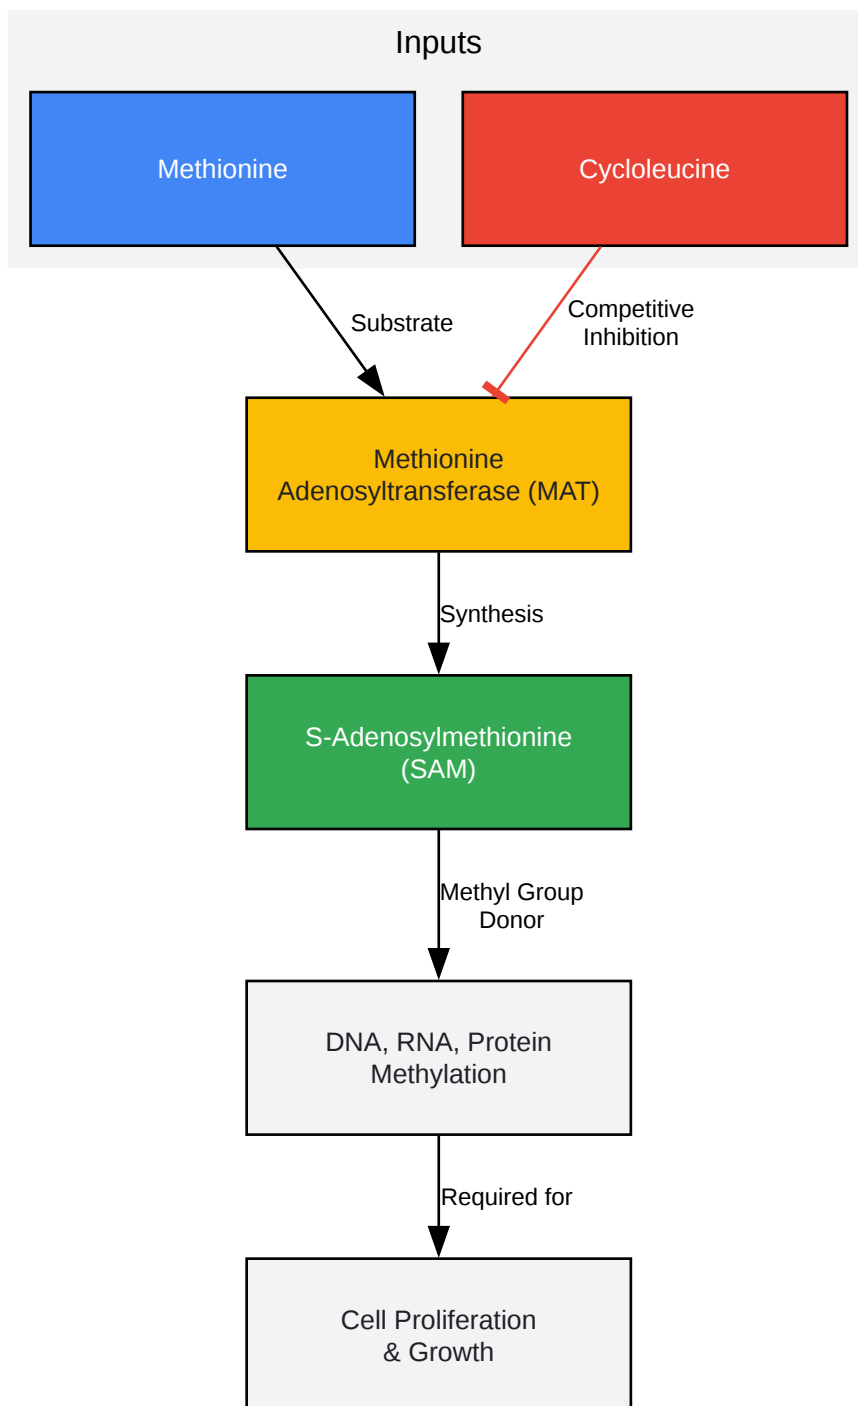 Inputs
Methionine
Cycloleucine
Substrate
Competitive
Inhibition
Methionine
Adenosyltransferase (MAT)
Synthesis
S-Adenosylmethionine
(SAM)
Methyl Group
Donor
DNA, RNA, Protein
Methylation
Required for
Cell Proliferation
& Growth